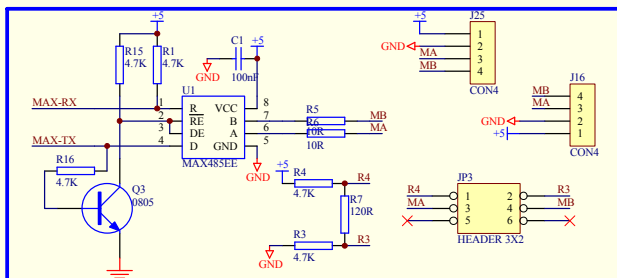 +5
R15
4.7K
R1
4.7K
C1
+5
100nF
GND
MAX-RX
MAX-TX
U1
1 R VCC 8
2 RE B 7
3 DE A 6
4 D GND 5
MAX485EE
GND
R5
MB
R6
10R
MA
10R
R16
4.7K
Q3
0805
+5
R4
4.7K
R4
R7
120R
R3
4.7K
R3
GND
J25
+5
GND
MA
MB
1
2
3
4
CON4
J16
MB
MA
GND
+5
4
3
2
1
CON4
JP3
R4 1 2 R3
MA 3 4 MB
5 6
HEADER 3X2